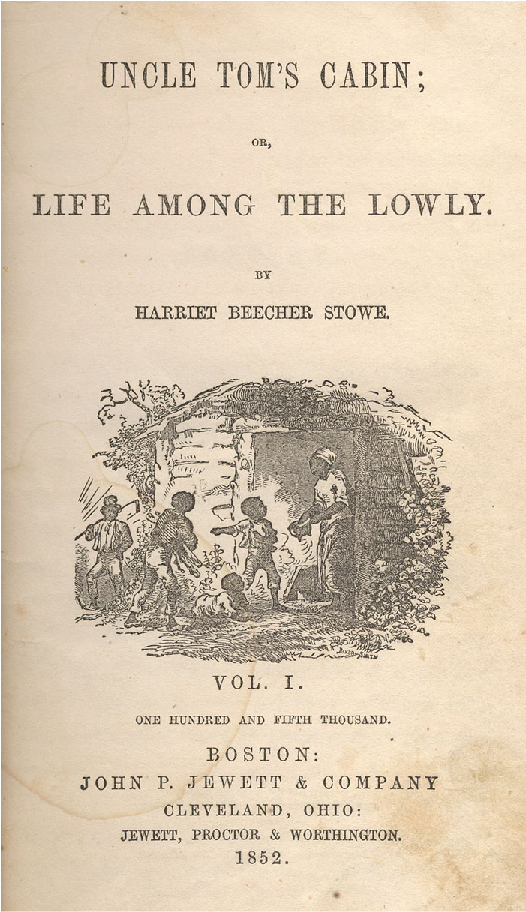 UNCLE TOM'S CABIN;
OR,
LIFE AMONG THE LOWLY.
BY
HARRIET BEECHER STOWE.
VOL. I.
ONE HUNDRED AND FIFTH THOUSAND.
BOSTON:
JOHN P. JEWETT & COMPANY
CLEVELAND, OHIO:
JEWETT, PROCTOR & WORTHINGTON.
1852.